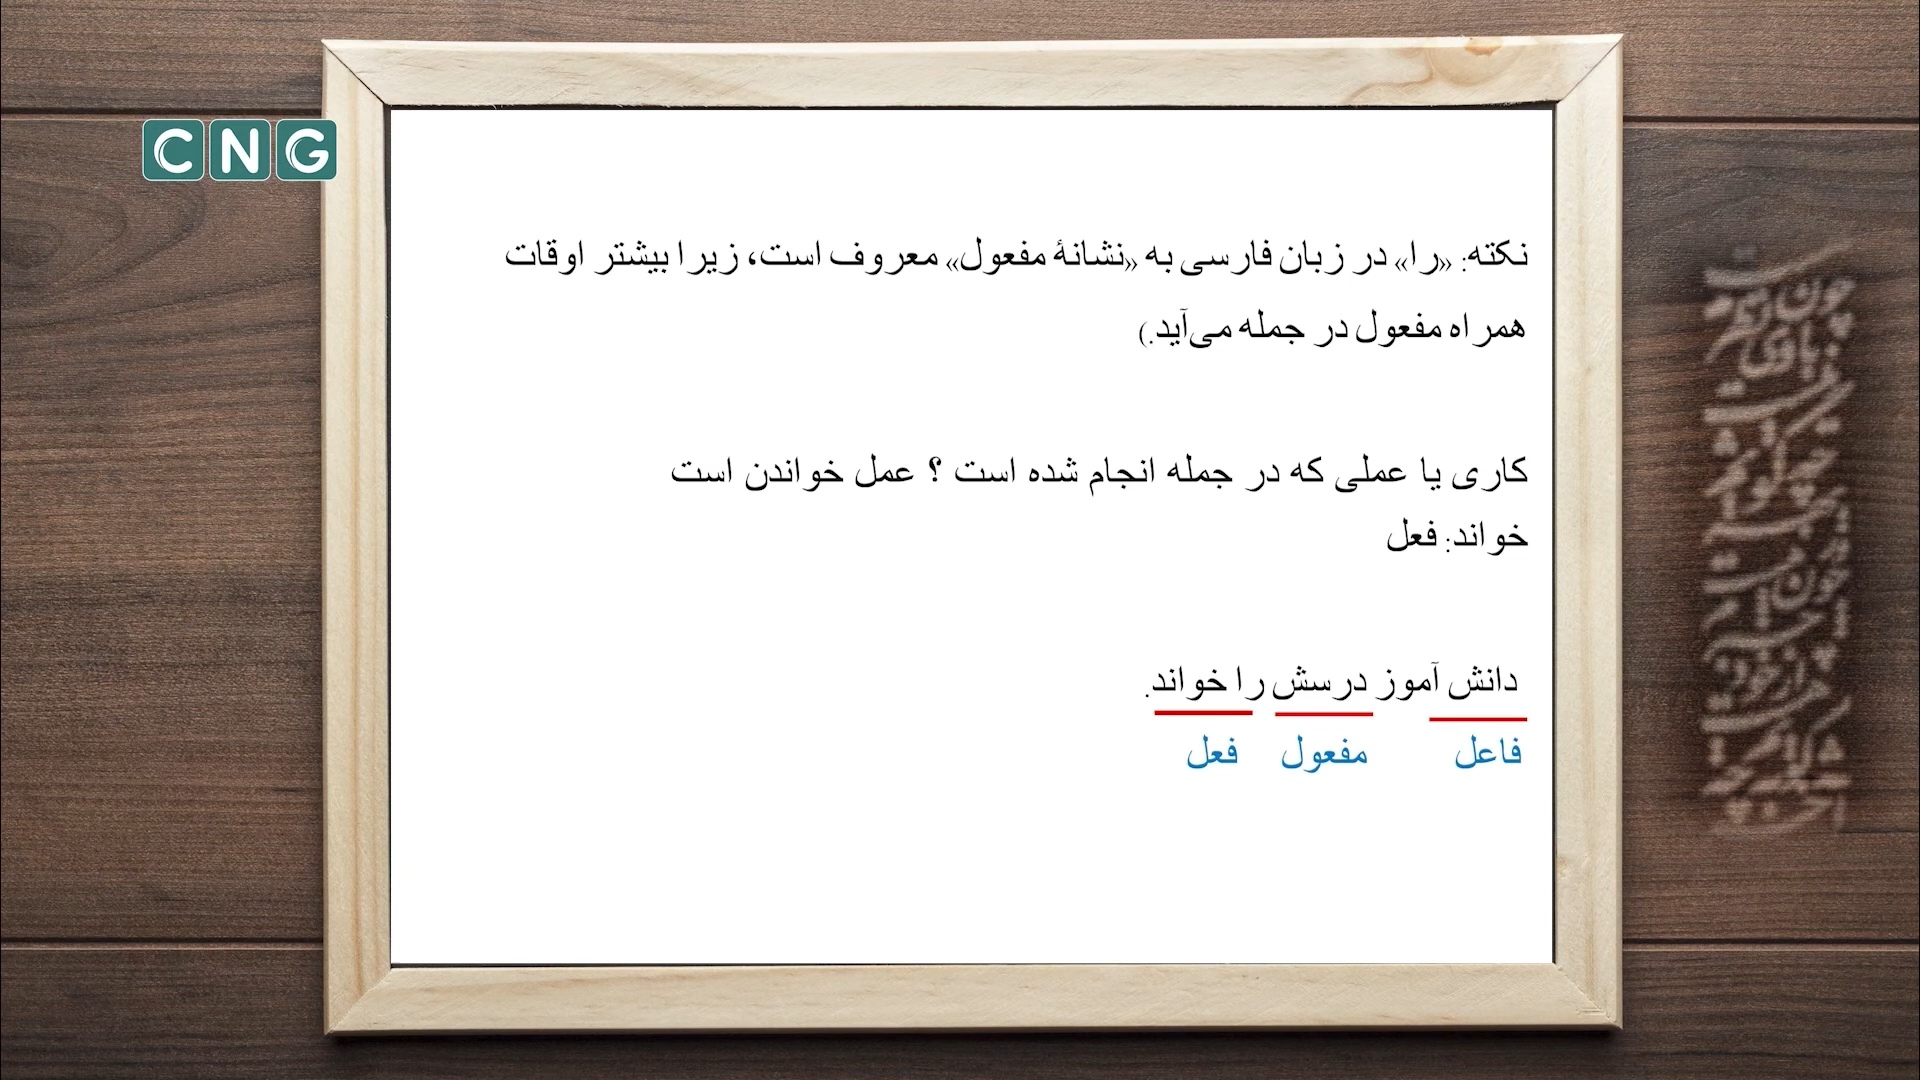 CNG
نکته: «را» در زبان فارسی به «نشانهٔ مفعول» معروف است، زیرا بیشتر اوقات
همراه مفعول در جمله می‌آید.)
کاری یا عملی که در جمله انجام شده است ؟ عمل خواندن است
خواند: فعل
دانش آموز درسش را خواند.
فاعل مفعول فعل